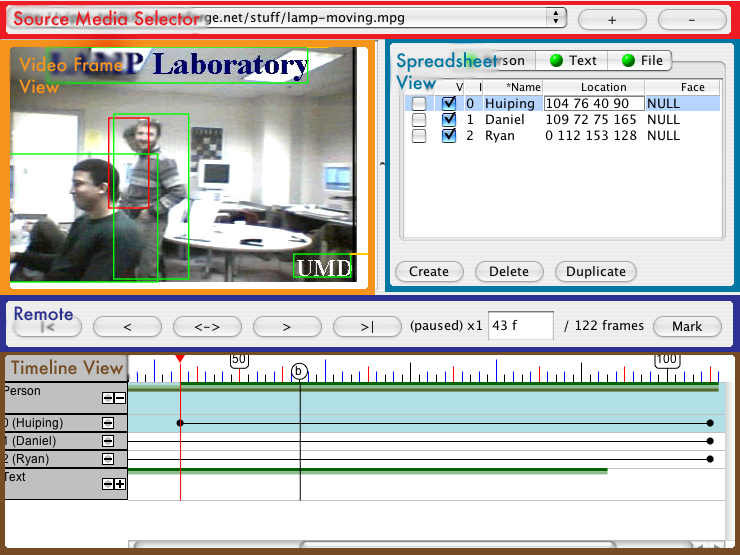 Source Media Selector rge.net/stuff/lamp-moving.mpg + -
Video Frame View
LAMP Laboratory
UMD
Spreadsheet View
rson Text File
V I *Name Location Face
0 Huiping 104 76 40 90 NULL
1 Daniel 109 72 75 165 NULL
2 Ryan 0 112 153 128 NULL
Create Delete Duplicate
Remote
|< < <-> > >| (paused) x1 43 f / 122 frames Mark
Timeline View
50 100
b
Person
0 (Huiping)
1 (Daniel)
2 (Ryan)
Text